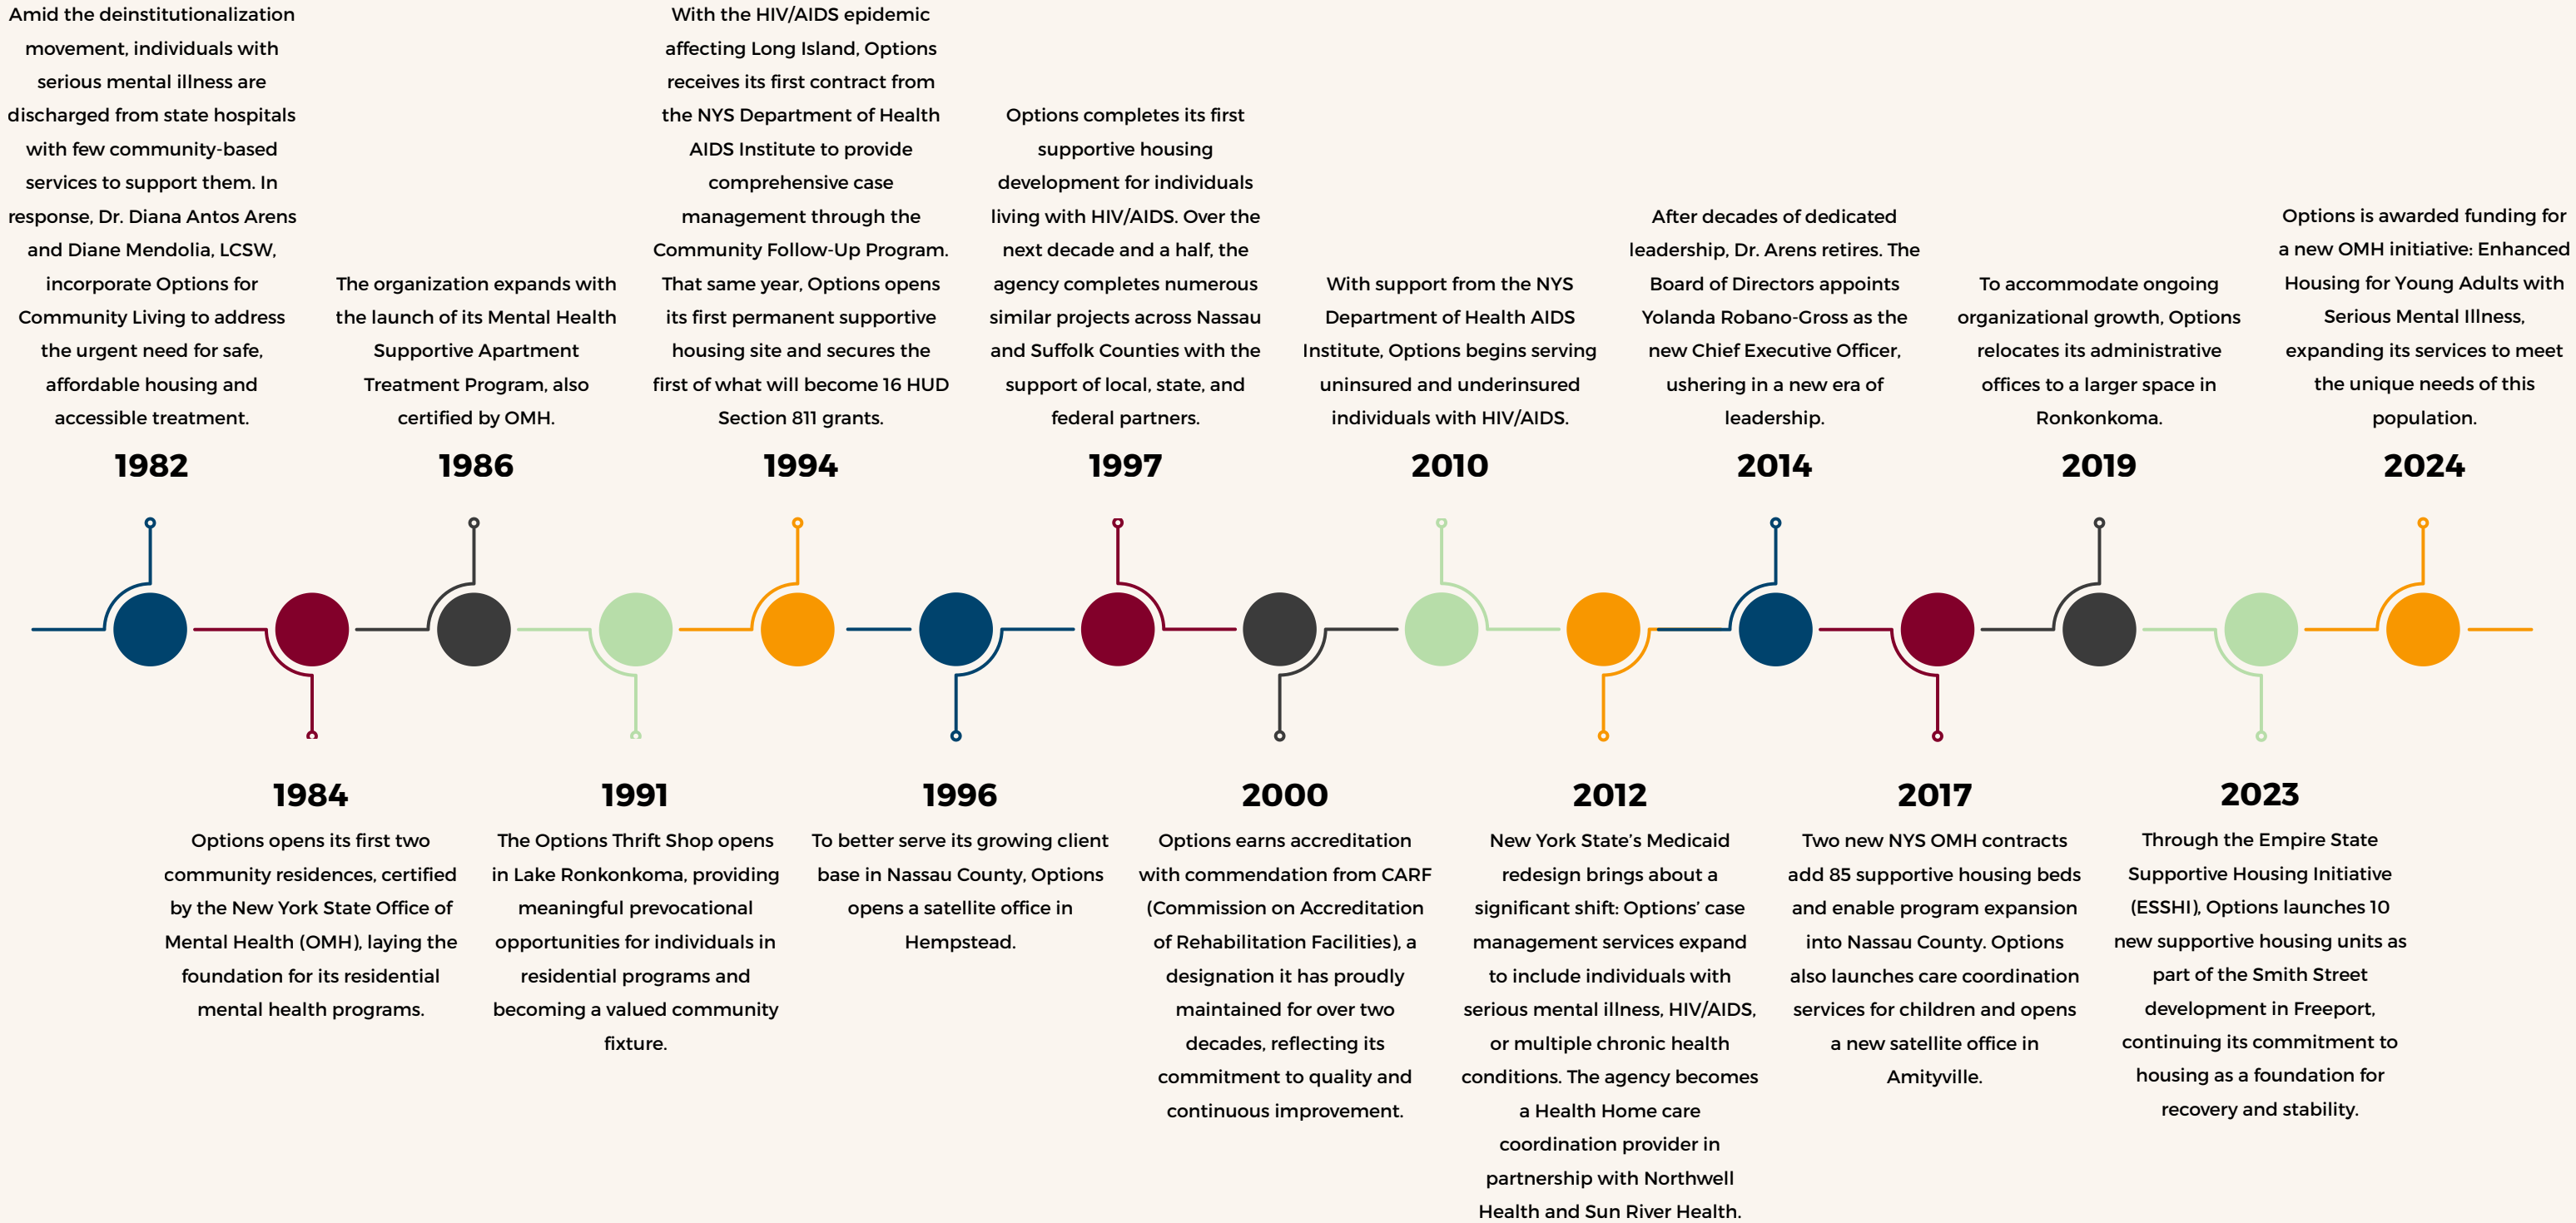 Amid the deinstitutionalization
movement, individuals with
serious mental illness are
discharged from state hospitals
with few community-based
services to support them. In
response, Dr. Diana Antos Arens
and Diane Mendolia, LCSW,
incorporate Options for
Community Living to address
the urgent need for safe,
affordable housing and
accessible treatment.
1982
1984
Options opens its first two
community residences, certified
by the New York State Office of
Mental Health (OMH), laying the
foundation for its residential
mental health programs.
The organization expands with
the launch of its Mental Health
Supportive Apartment
Treatment Program, also
certified by OMH.
1986
1991
The Options Thrift Shop opens
in Lake Ronkonkoma, providing
meaningful prevocational
opportunities for individuals in
residential programs and
becoming a valued community
fixture.
With the HIV/AIDS epidemic
affecting Long Island, Options
receives its first contract from
the NYS Department of Health
AIDS Institute to provide
comprehensive case
management through the
Community Follow-Up Program.
That same year, Options opens
its first permanent supportive
housing site and secures the
first of what will become 16 HUD
Section 811 grants.
1994
1996
To better serve its growing client
base in Nassau County, Options
opens a satellite office in
Hempstead.
Options completes its first
supportive housing
development for individuals
living with HIV/AIDS. Over the
next decade and a half, the
agency completes numerous
similar projects across Nassau
and Suffolk Counties with the
support of local, state, and
federal partners.
1997
2000
Options earns accreditation
with commendation from CARF
(Commission on Accreditation
of Rehabilitation Facilities), a
designation it has proudly
maintained for over two
decades, reflecting its
commitment to quality and
continuous improvement.
With support from the NYS
Department of Health AIDS
Institute, Options begins serving
uninsured and underinsured
individuals with HIV/AIDS.
2010
2012
New York State’s Medicaid
redesign brings about a
significant shift: Options’ case
management services expand
to include individuals with
serious mental illness, HIV/AIDS,
or multiple chronic health
conditions. The agency becomes
a Health Home care
coordination provider in
partnership with Northwell
Health and Sun River Health.
After decades of dedicated
leadership, Dr. Arens retires. The
Board of Directors appoints
Yolanda Robano-Gross as the
new Chief Executive Officer,
ushering in a new era of
leadership.
2014
2017
Two new NYS OMH contracts
add 85 supportive housing beds
and enable program expansion
into Nassau County. Options
also launches care coordination
services for children and opens
a new satellite office in
Amityville.
To accommodate ongoing
organizational growth, Options
relocates its administrative
offices to a larger space in
Ronkonkoma.
2019
2023
Through the Empire State
Supportive Housing Initiative
(ESSHI), Options launches 10
new supportive housing units as
part of the Smith Street
development in Freeport,
continuing its commitment to
housing as a foundation for
recovery and stability.
Options is awarded funding for
a new OMH initiative: Enhanced
Housing for Young Adults with
Serious Mental Illness,
expanding its services to meet
the unique needs of this
population.
2024